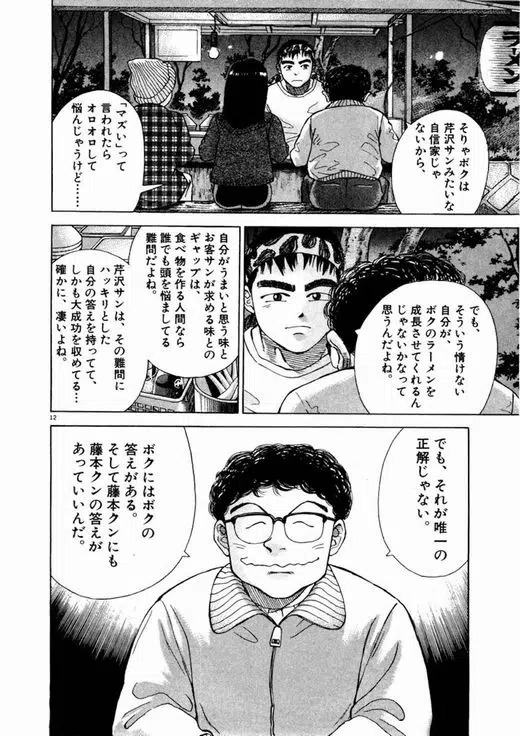 そりゃボクは
芹沢サンみたいな
自信家じゃ
ないから、
「マズい」って
言われたら
オロオロして
悩んじゃうけど……
ラーメン
でも、
そういう情けない
自分が、
ボクのラーメンを
成長させてくれるん
じゃないかなって
思うんだよね。
自分がうまいと思う味と
お客サンが求める味との
ギャップは、
食べ物を作る人間なら
誰でも頭を悩ましてる
難問だよね。
芹沢サンは、その難問に
ハッキリとした
自分の答えを持ってて、
しかも大成功を収めてる…
確かに、凄いよね。
12
でも、それが唯一の
正解じゃない。
ボクにはボクの
答えがある。
そして藤本クンにも
藤本クンの答えが
あっていいんだ。